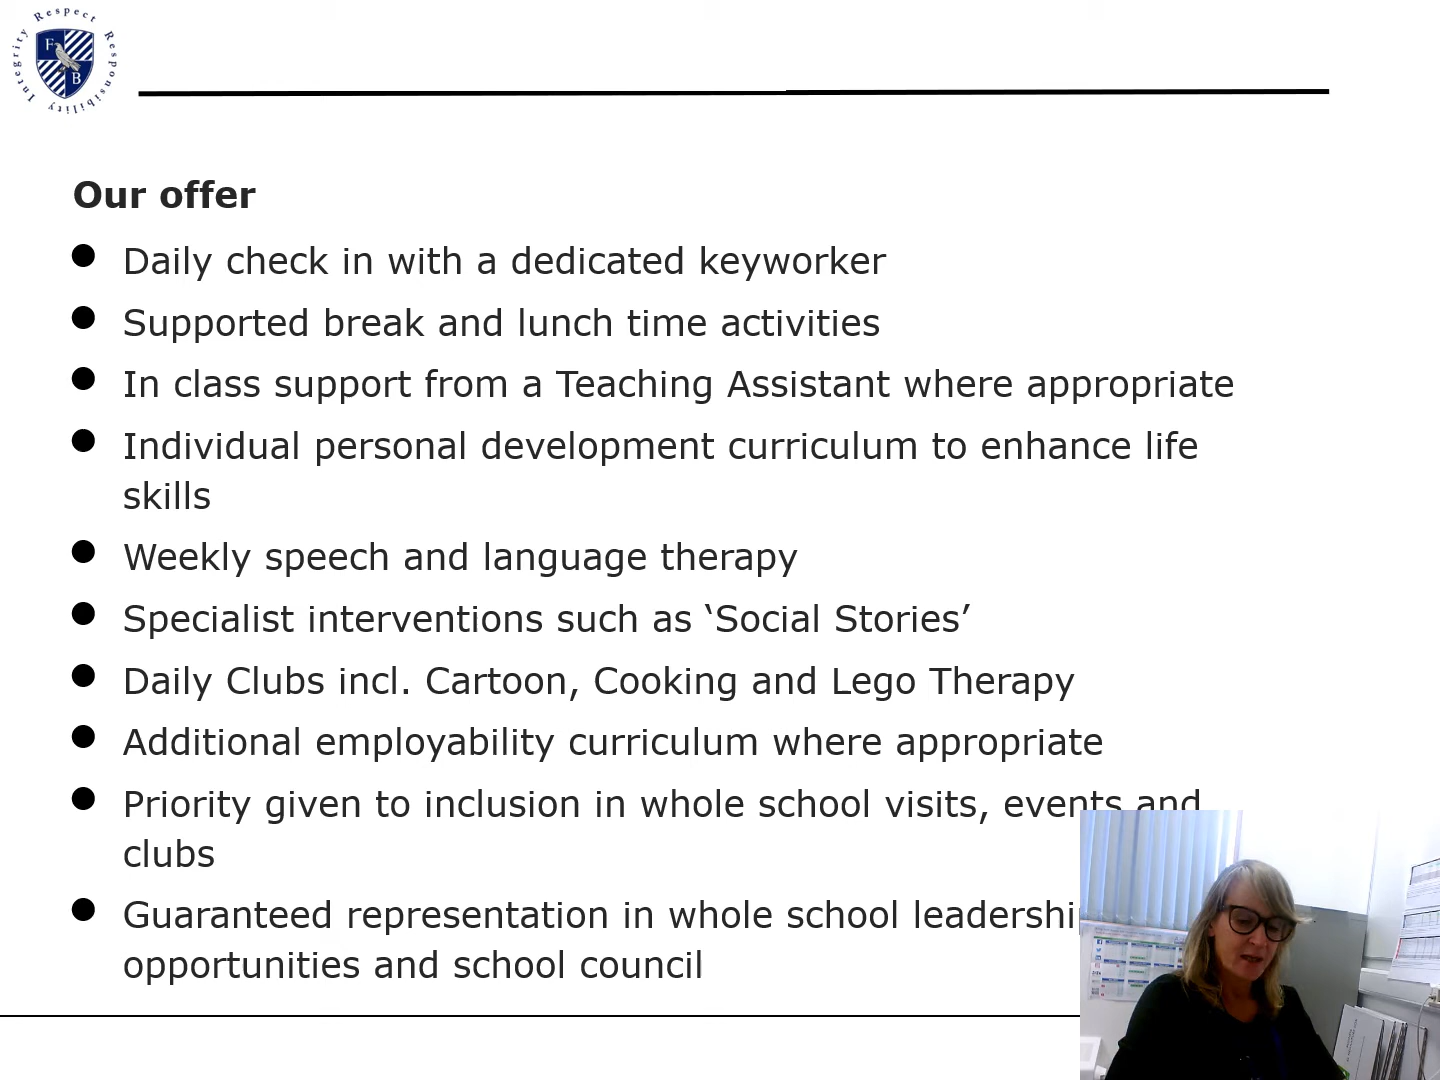 Integrity Respect Responsibility
F
B
Our offer
Daily check in with a dedicated keyworker
Supported break and lunch time activities
In class support from a Teaching Assistant where appropriate
Individual personal development curriculum to enhance life
skills
Weekly speech and language therapy
Specialist interventions such as ‘Social Stories’
Daily Clubs incl. Cartoon, Cooking and Lego Therapy
Additional employability curriculum where appropriate
Priority given to inclusion in whole school visits, events and
clubs
Guaranteed representation in whole school
opportunities and school council